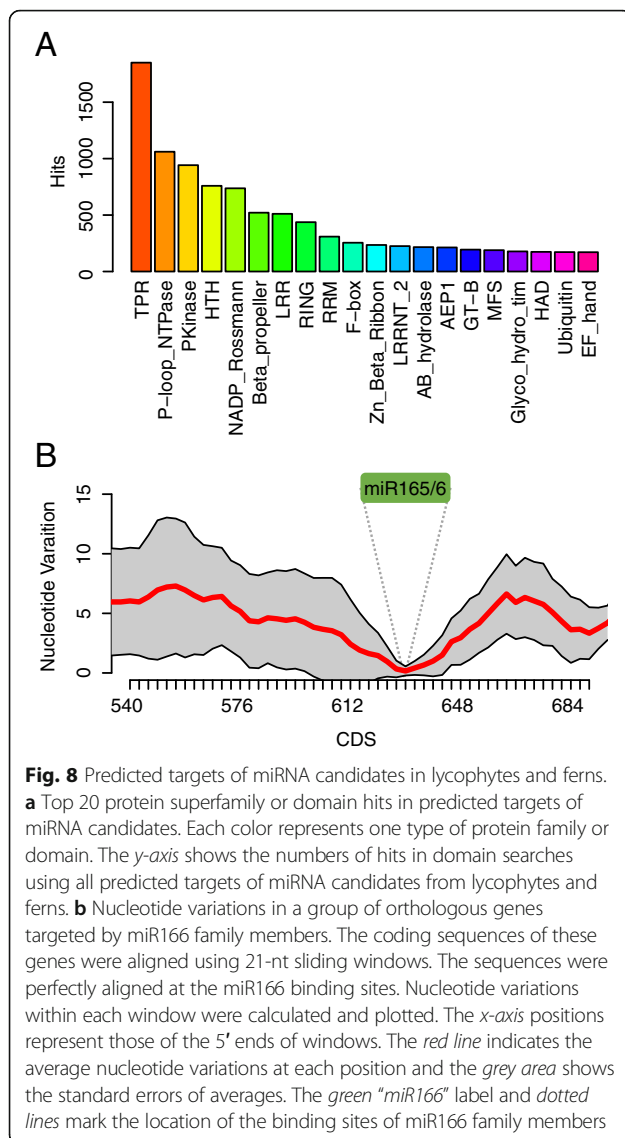 A
Hits
1500
1000
500
0
TPR
P-loop_NTPase
PKinase
HTH
NADP_Rossmann
Beta_propeller
LRR
RING
RRM
F-box
Zn_Beta_Ribbon
LRRNT_2
AB_hydrolase
AEP1
GT-B
MFS
Glyco_hydro_tim
HAD
Ubiquitin
EF_hand
B
miR165/6
Nucleotide Varaition
15
10
5
0
540 576 612 648 684
CDS
Fig. 8 Predicted targets of miRNA candidates in lycophytes and ferns.
a Top 20 protein superfamily or domain hits in predicted targets of
miRNA candidates. Each color represents one type of protein family or
domain. The y-axis shows the numbers of hits in domain searches
using all predicted targets of miRNA candidates from lycophytes and
ferns. b Nucleotide variations in a group of orthologous genes
targeted by miR166 family members. The coding sequences of these
genes were aligned using 21-nt sliding windows. The sequences were
perfectly aligned at the miR166 binding sites. Nucleotide variations
within each window were calculated and plotted. The x-axis positions
represent those of the 5′ ends of windows. The red line indicates the
average nucleotide variations at each position and the grey area shows
the standard errors of averages. The green “miR166” label and dotted
lines mark the location of the binding sites of miR166 family members